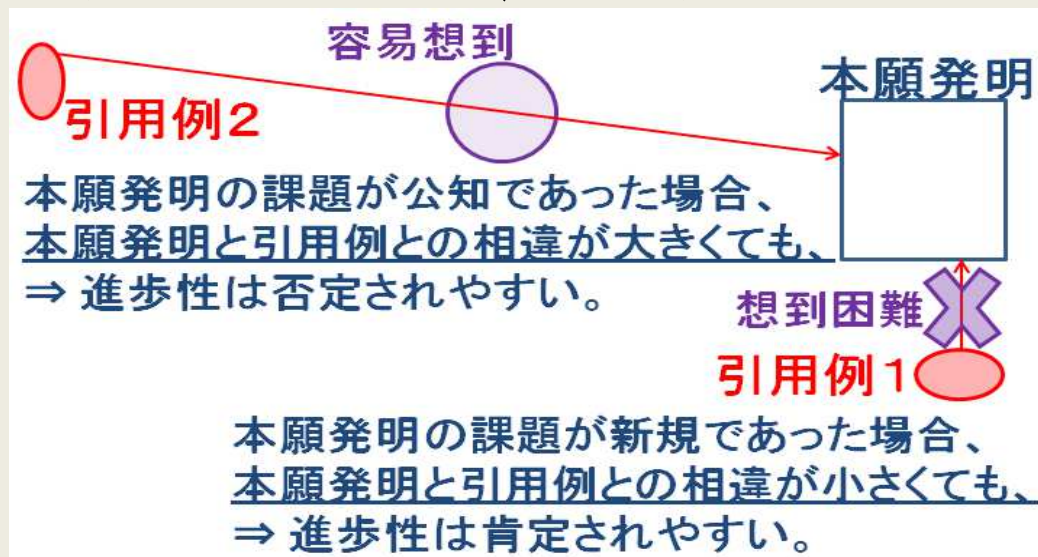 容易想到
本願発明
引用例2
本願発明の課題が公知であった場合、
本願発明と引用例との相違が大きくても、
⇒ 進歩性は否定されやすい。
想到困難
引用例１
本願発明の課題が新規であった場合、
本願発明と引用例との相違が小さくても、
⇒ 進歩性は肯定されやすい。